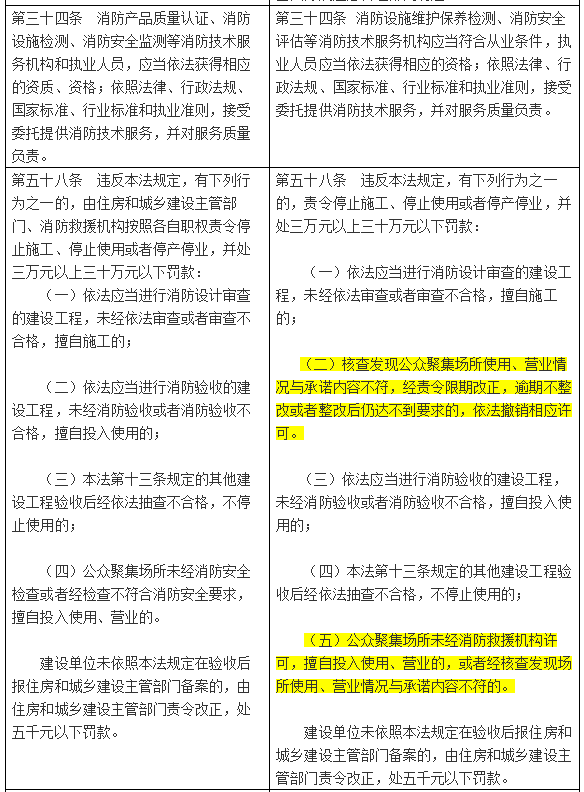 第三十四条　消防产品质量认证、消防
设施检测、消防安全监测等消防技术服
务机构和执业人员，应当依法获得相应
的资质、资格；依照法律、行政法规、
国家标准、行业标准和执业准则，接受
委托提供消防技术服务，并对服务质量
负责。
第三十四条　消防设施维护保养检测、消防安全
评估等消防技术服务机构应当符合从业条件，执
业人员应当依法获得相应的资格；依照法律、行
政法规、国家标准、行业标准和执业准则，接受
委托提供消防技术服务，并对服务质量负责。
第五十八条　违反本法规定，有下列行
为之一的，由住房和城乡建设主管部
门、消防救援机构按照各自职权责令停
止施工、停止使用或者停产停业，并处
三万元以上三十万元以下罚款：
（一）依法应当进行消防设计审查
的建设工程，未经依法审查或者审查不
合格，擅自施工的；
（二）依法应当进行消防验收的建
设工程，未经消防验收或者消防验收不
合格，擅自投入使用的；
（三）本法第十三条规定的其他建
设工程验收后经依法抽查不合格，不停
止使用的；
（四）公众聚集场所未经消防安全
检查或者经检查不符合消防安全要求，
擅自投入使用、营业的。
建设单位未依照本法规定在验收后
报住房和城乡建设主管部门备案的，由
住房和城乡建设主管部门责令改正，处
五千元以下罚款。
第五十八条　违反本法规定，有下列行为之一
的，责令停止施工、停止使用或者停产停业，并
处三万元以上三十万元以下罚款：
（一）依法应当进行消防设计审查的建设工
程，未经依法审查或者审查不合格，擅自施工
的；
（二）核查发现公众聚集场所使用、营业情
况与承诺内容不符，经责令限期改正，逾期不整
改或者整改后仍达不到要求的，依法撤销相应许
可。
（三）依法应当进行消防验收的建设工程，
未经消防验收或者消防验收不合格，擅自投入使
用的；
（四）本法第十三条规定的其他建设工程验
收后经依法抽查不合格，不停止使用的；
（五）公众聚集场所未经消防救援机构许
可，擅自投入使用、营业的，或者经核查发现场
所使用、营业情况与承诺内容不符的。
建设单位未依照本法规定在验收后报住房和
城乡建设主管部门备案的，由住房和城乡建设主
管部门责令改正，处五千元以下罚款。